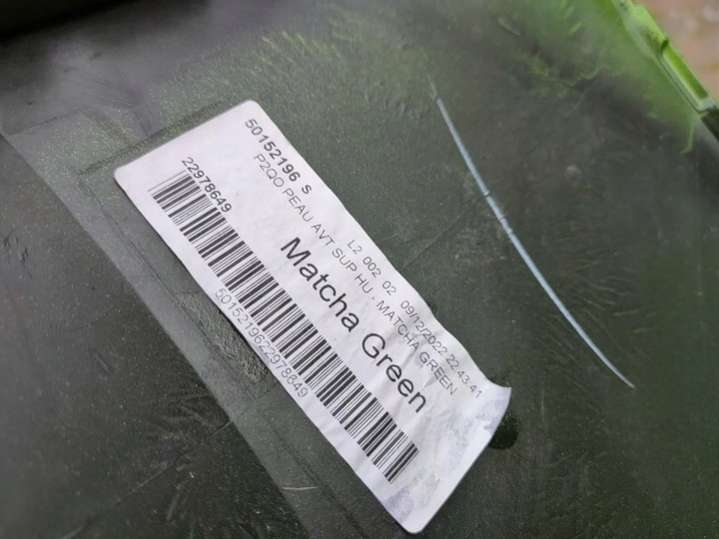 50152196 S
L2 002 02 09/12/2022 22:43:41
P2QO PEAU AVT SUP HU - MATCHA GREEN
22978649
Matcha Green
5015219622978649